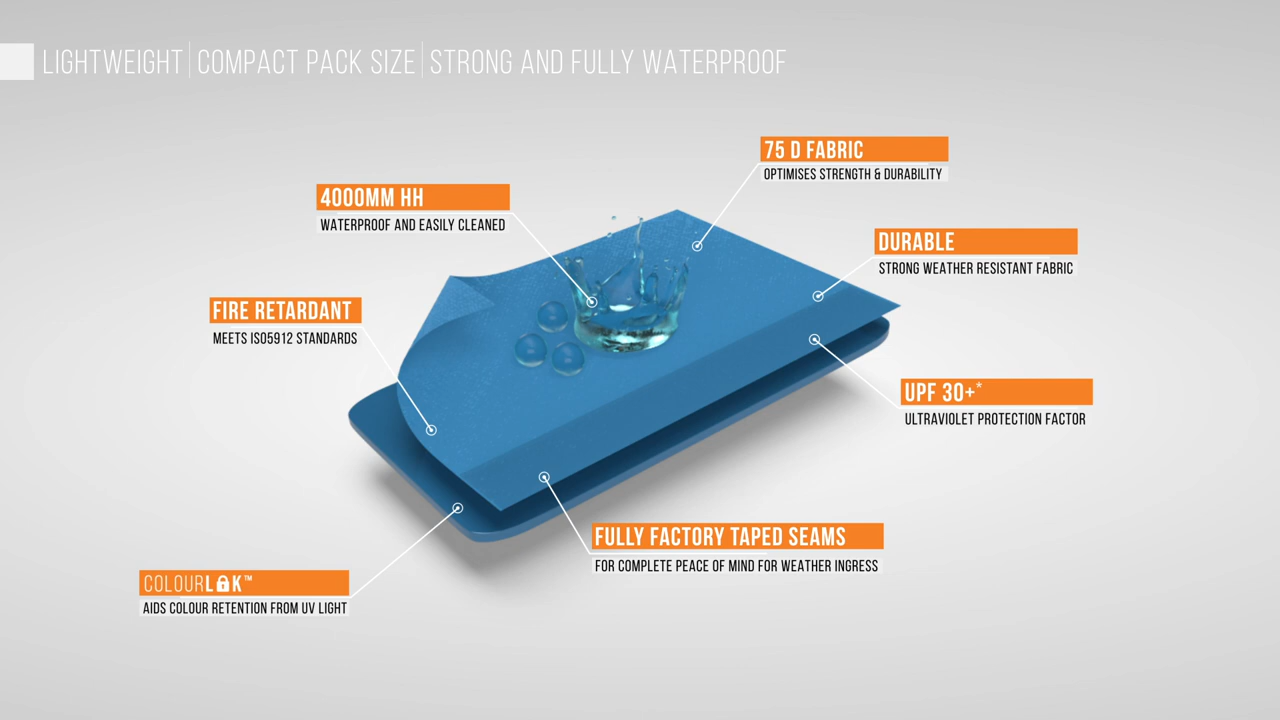 LIGHTWEIGHT | COMPACT PACK SIZE | STRONG AND FULLY WATERPROOF
75 D FABRIC
OPTIMISES STRENGTH & DURABILITY
4000MM HH
WATERPROOF AND EASILY CLEANED
DURABLE
STRONG WEATHER RESISTANT FABRIC
FIRE RETARDANT
MEETS ISO5912 STANDARDS
UPF 30+*
ULTRAVIOLET PROTECTION FACTOR
FULLY FACTORY TAPED SEAMS
FOR COMPLETE PEACE OF MIND FOR WEATHER INGRESS
COLOURLOK™
AIDS COLOUR RETENTION FROM UV LIGHT